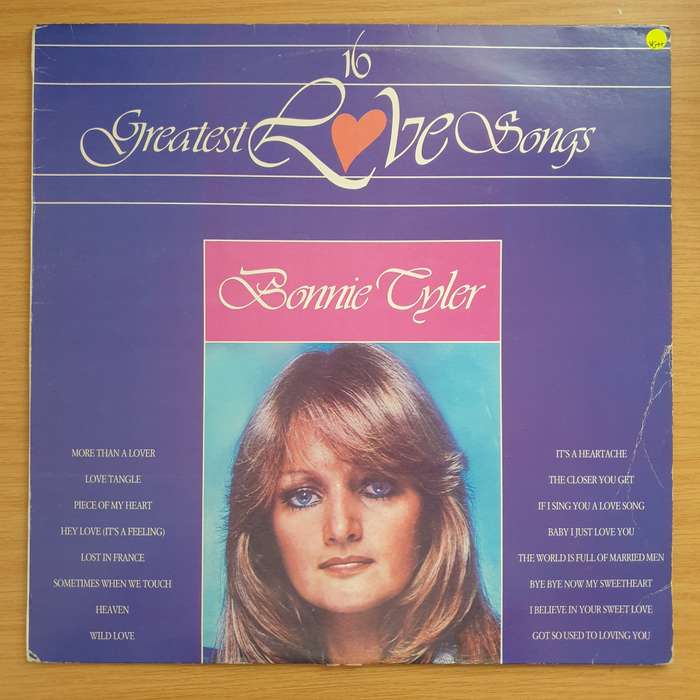 16
Greatest Love Songs
Bonnie Tyler
MORE THAN A LOVER
LOVE TANGLE
PIECE OF MY HEART
HEY LOVE (IT'S A FEELING)
LOST IN FRANCE
SOMETIMES WHEN WE TOUCH
HEAVEN
WILD LOVE
IT'S A HEARTACHE
THE CLOSER YOU GET
IF I SING YOU A LOVE SONG
BABY I JUST LOVE YOU
THE WORLD IS FULL OF MARRIED MEN
BYE BYE NOW MY SWEETHEART
I BELIEVE IN YOUR SWEET LOVE
GOT SO USED TO LOVING YOU